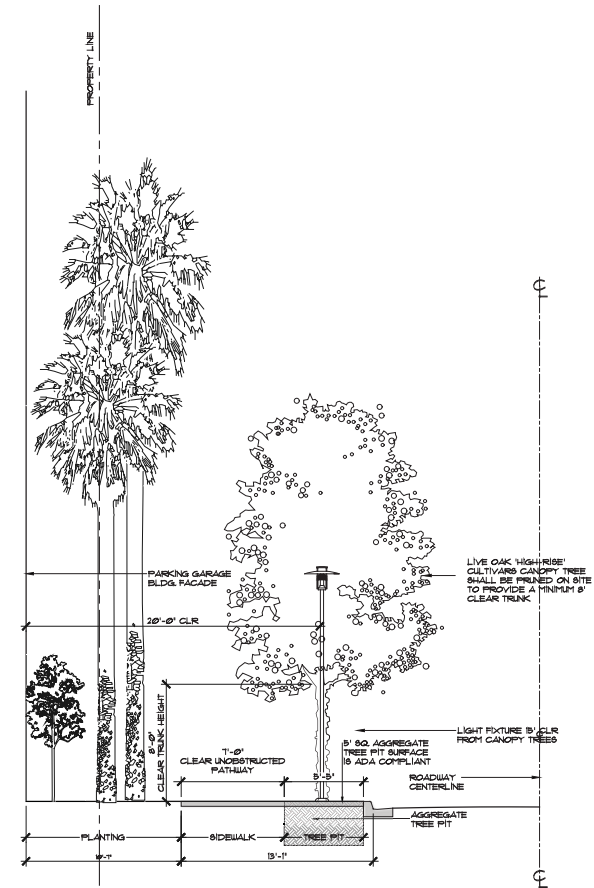 PROPERTY LINE
C
L
PARKING GARAGE
BLDG. FACADE
LIVE OAK 'HIGH-RISE'
CULTIVARS CANOPY TREE
SHALL BE PRUNED ON SITE
TO PROVIDE A MINIMUM 8'
CLEAR TRUNK
20'-0" CLR
8'-0"
CLEAR TRUNK HEIGHT
LIGHT FIXTURE 15' CLR
FROM CANOPY TREES
7'-0"
CLEAR UNOBSTRUCTED
PATHWAY
5' SQ. AGGREGATE
TREE PIT SURFACE
IS ADA COMPLIANT
5'-5"
ROADWAY
CENTERLINE
AGGREGATE
TREE PIT
PLANTING
SIDEWALK
TREE PIT
13'-1"
C
L